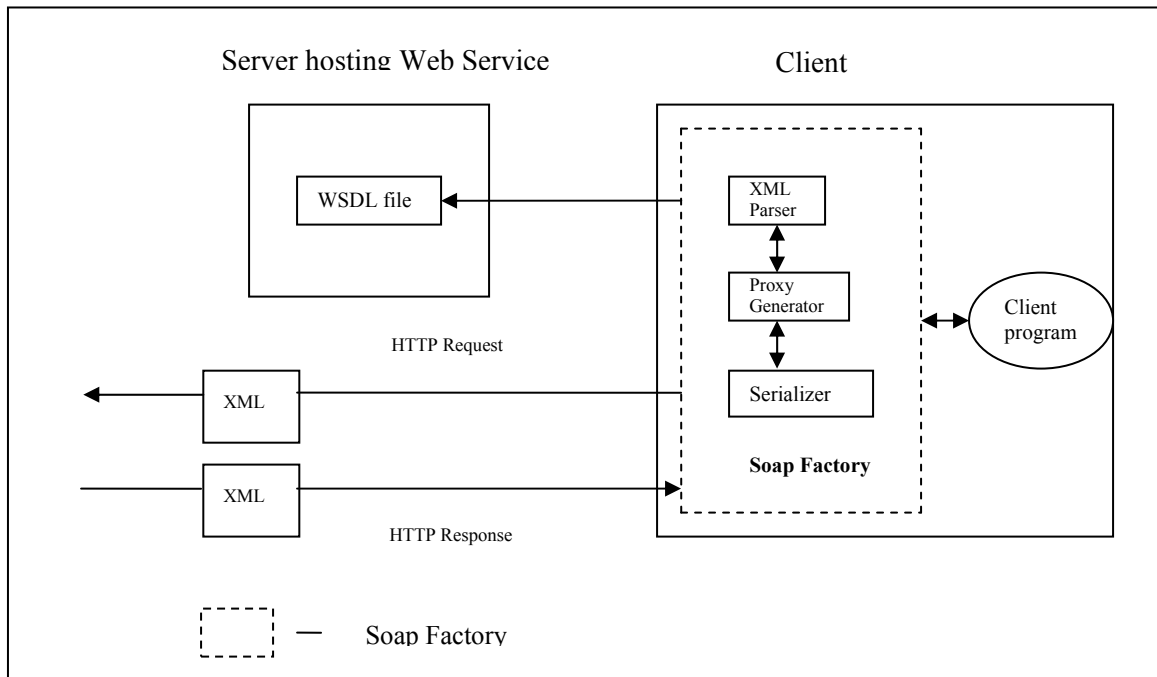 Server hosting Web Service
Client
WSDL file
XML
Parser
Proxy
Generator
Client
program
HTTP Request
XML
Serializer
Soap Factory
XML
HTTP Response
Soap Factory